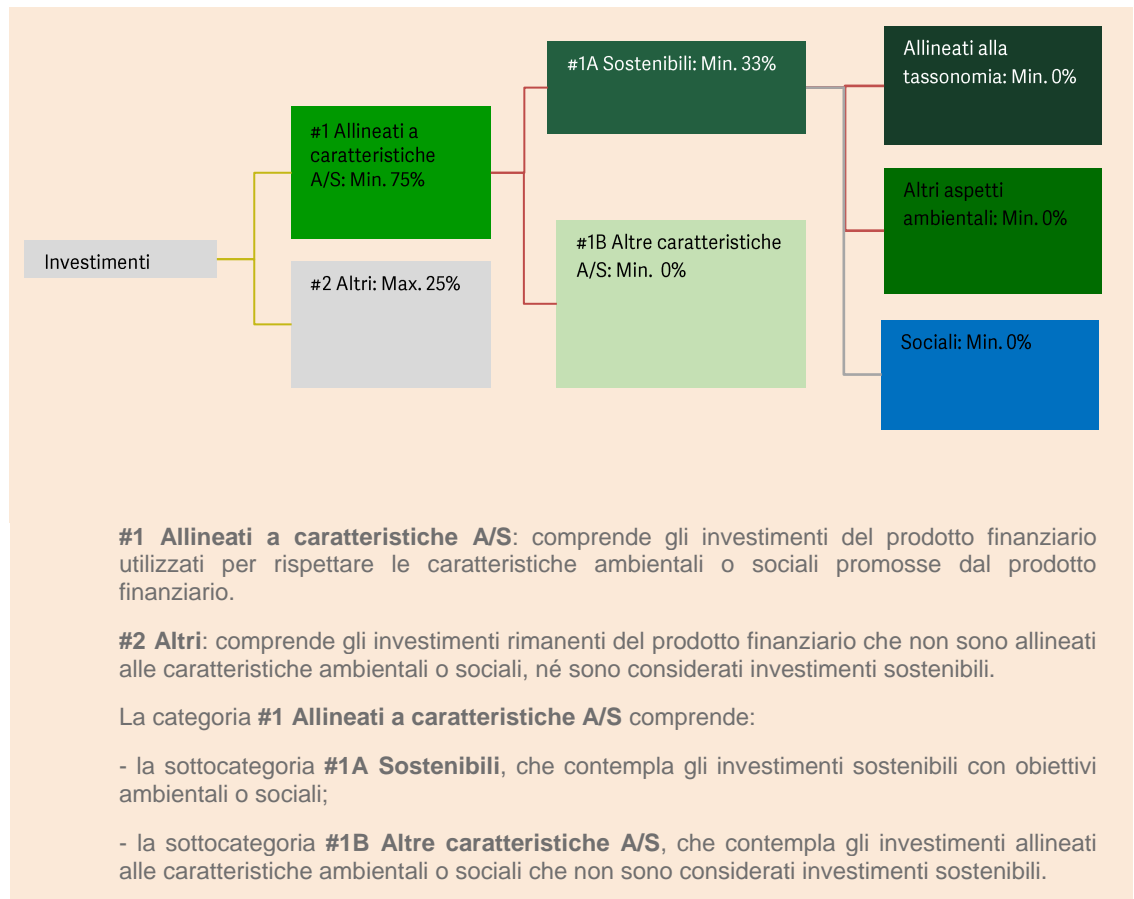 Investimenti
#1 Allineati a
caratteristiche
A/S: Min. 75%
#2 Altri: Max. 25%
#1A Sostenibili: Min. 33%
#1B Altre caratteristiche
A/S: Min. 0%
Allineati alla
tassonomia: Min. 0%
Altri aspetti
ambientali: Min. 0%
Sociali: Min. 0%
#1 Allineati a caratteristiche A/S: comprende gli investimenti del prodotto finanziario
utilizzati per rispettare le caratteristiche ambientali o sociali promosse dal prodotto
finanziario.
#2 Altri: comprende gli investimenti rimanenti del prodotto finanziario che non sono allineati
alle caratteristiche ambientali o sociali, né sono considerati investimenti sostenibili.
La categoria #1 Allineati a caratteristiche A/S comprende:
- la sottocategoria #1A Sostenibili, che contempla gli investimenti sostenibili con obiettivi
ambientali o sociali;
- la sottocategoria #1B Altre caratteristiche A/S, che contempla gli investimenti allineati
alle caratteristiche ambientali o sociali che non sono considerati investimenti sostenibili.